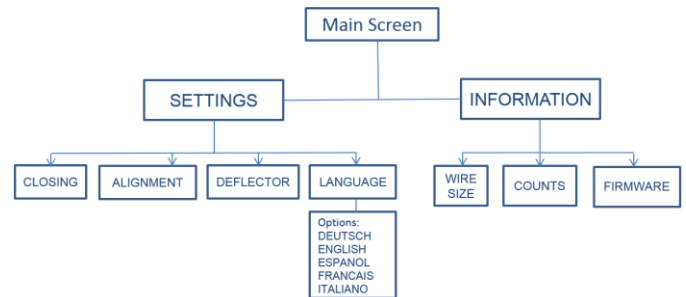 Main Screen
SETTINGS
INFORMATION
CLOSING
ALIGNMENT
DEFLECTOR
LANGUAGE
WIRE
SIZE
COUNTS
FIRMWARE
Options:
DEUTSCH
ENGLISH
ESPANOL
FRANCAIS
ITALIANO